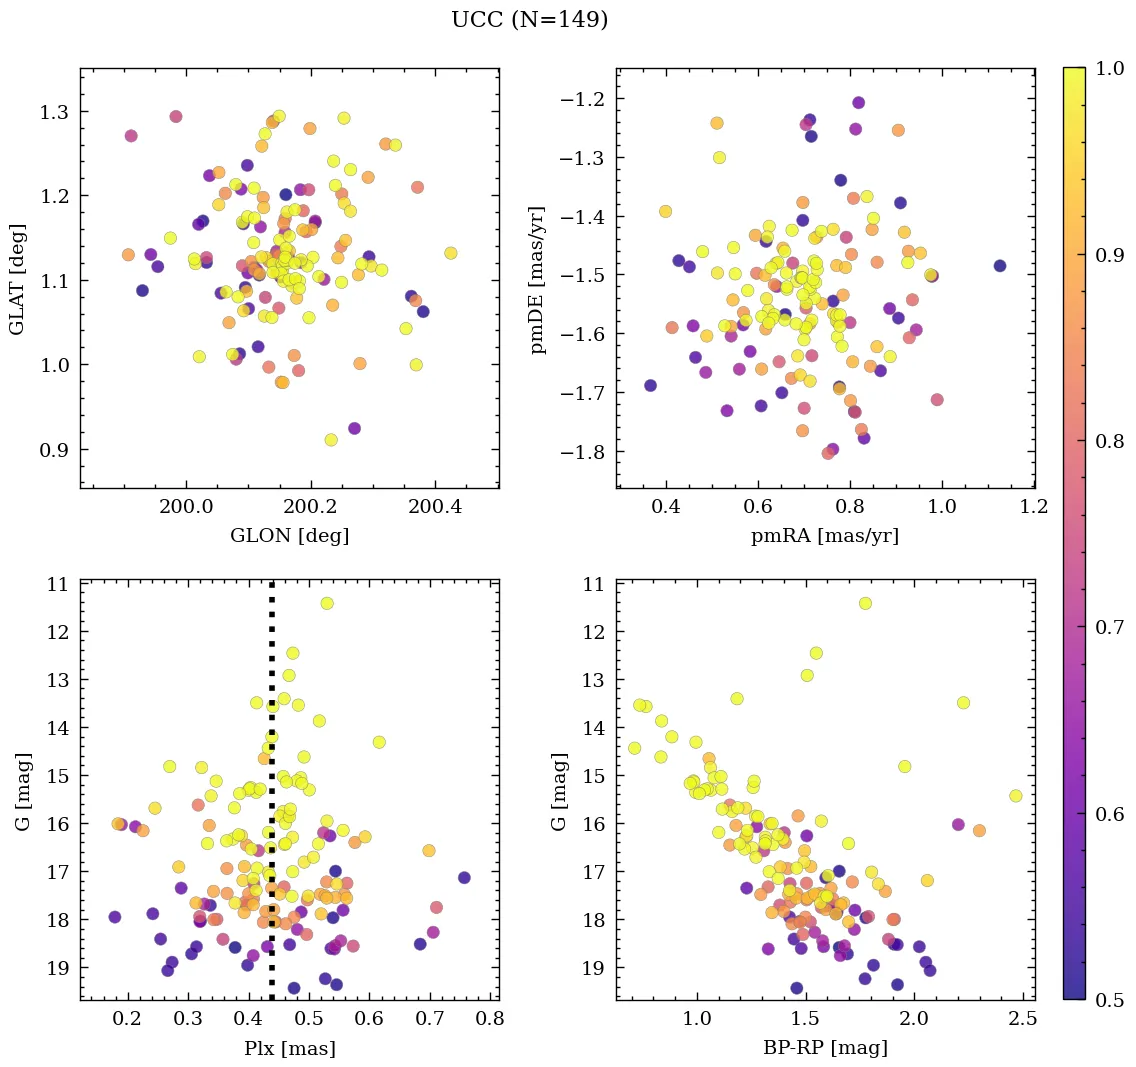 UCC (N=149)
1.3
1.2
1.1
1.0
0.9
GLAT [deg]
200.0 200.2 200.4
GLON [deg]
−1.2
−1.3
−1.4
−1.5
−1.6
−1.7
−1.8
pmDE [mas/yr]
0.4 0.6 0.8 1.0 1.2
pmRA [mas/yr]
1.0
0.9
0.8
0.7
0.6
0.5
11
12
13
14
15
16
17
18
19
G [mag]
0.2 0.3 0.4 0.5 0.6 0.7 0.8
Plx [mas]
11
12
13
14
15
16
17
18
19
G [mag]
1.0 1.5 2.0 2.5
BP-RP [mag]